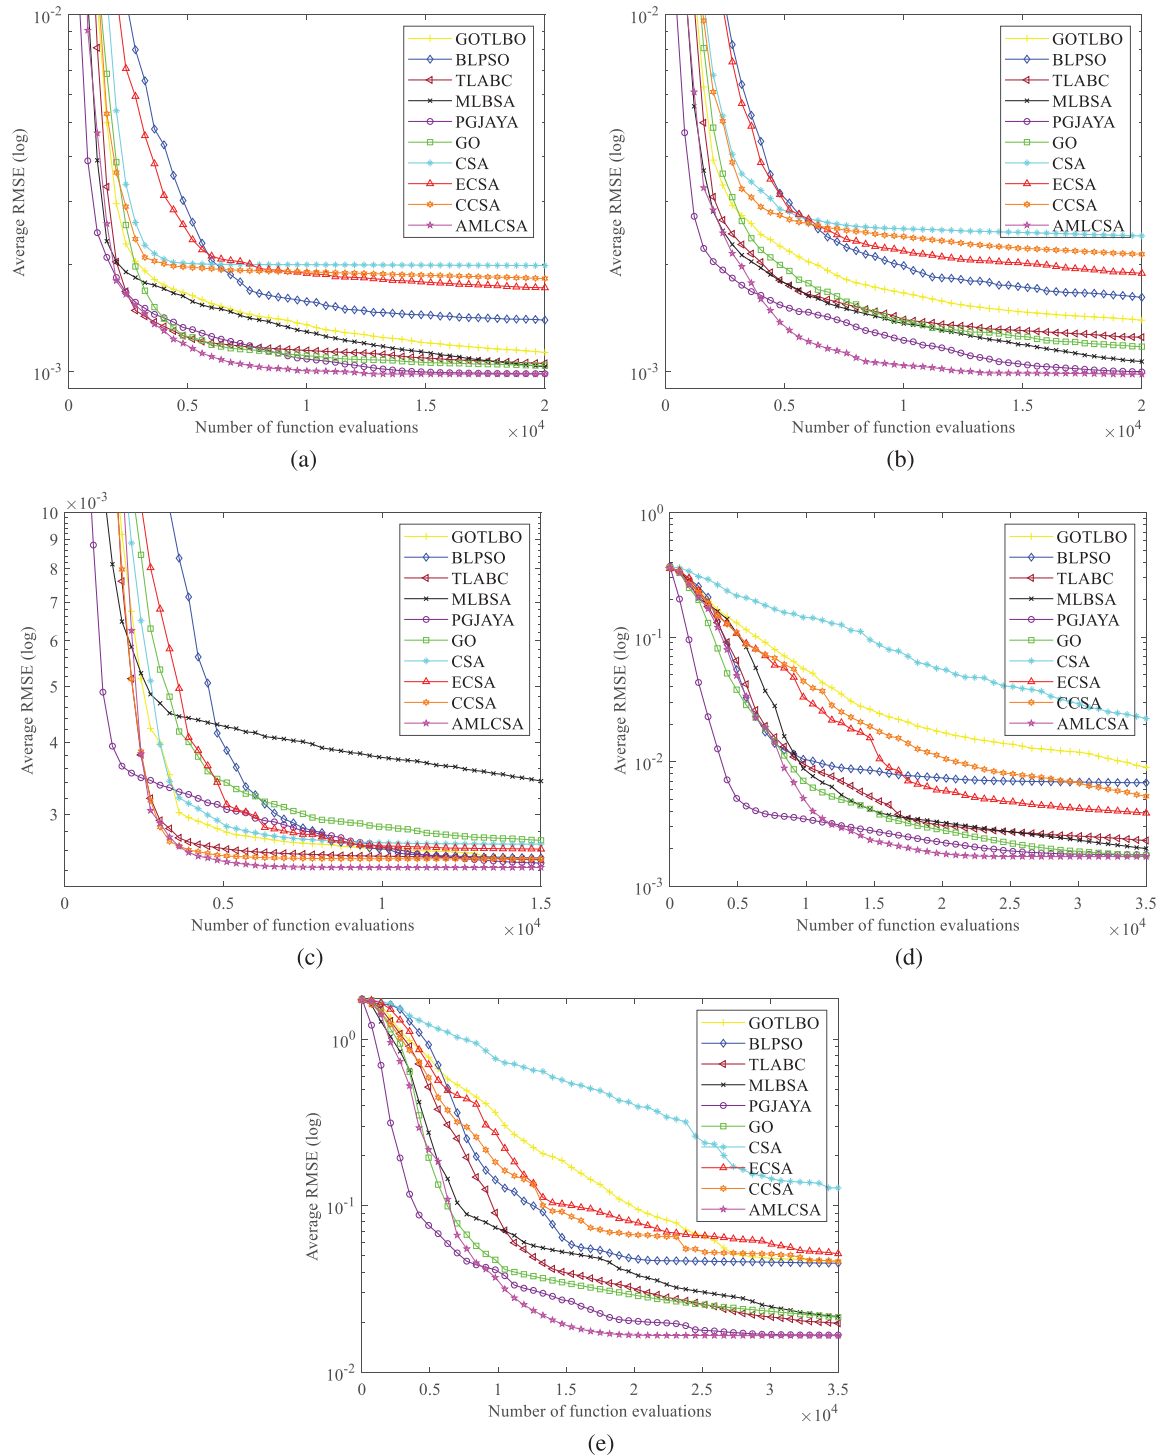 10^-2
10^-3
Average RMSE (log)
0 0.5 1 1.5 2
×10^4
Number of function evaluations
GOTLBO
BLPSO
TLABC
MLBSA
PGJAYA
GO
CSA
ECSA
CCSA
AMLCSA
(a)
10^-2
10^-3
Average RMSE (log)
0 0.5 1 1.5 2
×10^4
Number of function evaluations
GOTLBO
BLPSO
TLABC
MLBSA
PGJAYA
GO
CSA
ECSA
CCSA
AMLCSA
(b)
×10^-3
10
9
8
7
6
5
4
3
Average RMSE (log)
0 0.5 1 1.5
×10^4
Number of function evaluations
GOTLBO
BLPSO
TLABC
MLBSA
PGJAYA
GO
CSA
ECSA
CCSA
AMLCSA
(c)
10^0
10^-1
10^-2
10^-3
Average RMSE (log)
0 0.5 1 1.5 2 2.5 3 3.5
×10^4
Number of function evaluations
GOTLBO
BLPSO
TLABC
MLBSA
PGJAYA
GO
CSA
ECSA
CCSA
AMLCSA
(d)
10^0
10^-1
10^-2
Average RMSE (log)
0 0.5 1 1.5 2 2.5 3 3.5
×10^4
Number of function evaluations
GOTLBO
BLPSO
TLABC
MLBSA
PGJAYA
GO
CSA
ECSA
CCSA
AMLCSA
(e)